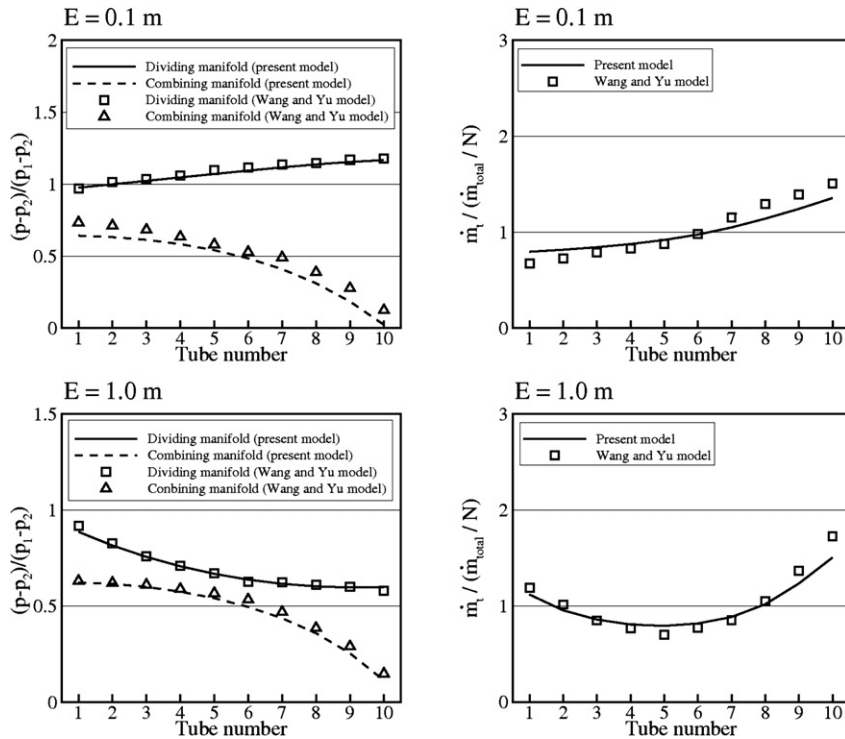 E = 0.1 m
2
1.5
1
0.5
0
(p-p2)/(p1-p2)
Dividing manifold (present model)
Combining manifold (present model)
Dividing manifold (Wang and Yu model)
Combining manifold (Wang and Yu model)
1 2 3 4 5 6 7 8 9 10
Tube number
E = 0.1 m
3
2
1
0
ṁt / (ṁtotal / N)
Present model
Wang and Yu model
1 2 3 4 5 6 7 8 9 10
Tube number
E = 1.0 m
1.5
1
0.5
0
(p-p2)/(p1-p2)
Dividing manifold (present model)
Combining manifold (present model)
Dividing manifold (Wang and Yu model)
Conbining manifold (Wang and Yu model)
1 2 3 4 5 6 7 8 9 10
Tube number
E = 1.0 m
3
2
1
0
ṁt / (ṁtotal / N)
Present model
Wang and Yu model
1 2 3 4 5 6 7 8 9 10
Tube number